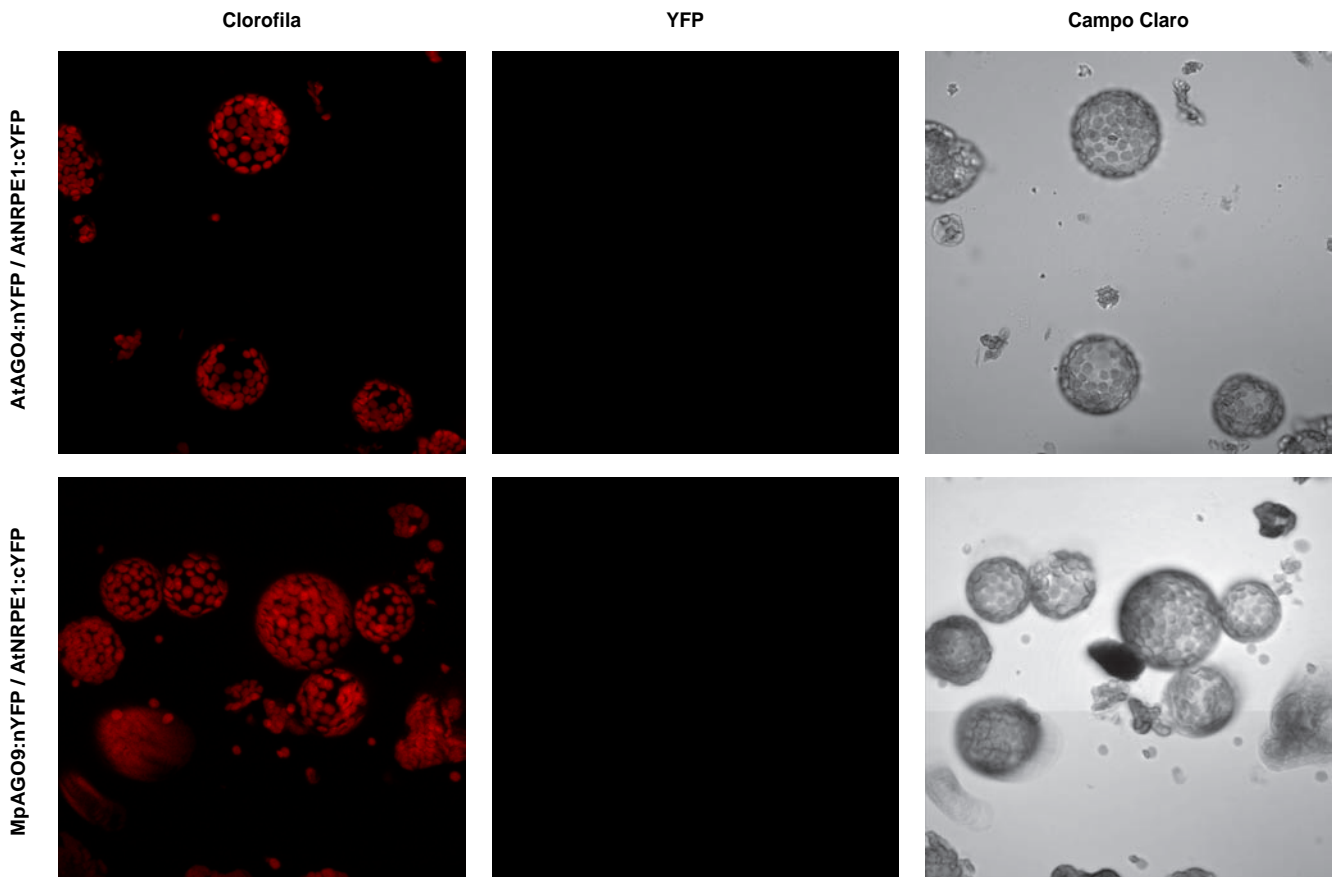 Clorofila
YFP
Campo Claro
AtAGO4:nYFP / AtNRPE1:cYFP
MpAGO9:nYFP / AtNRPE1:cYFP